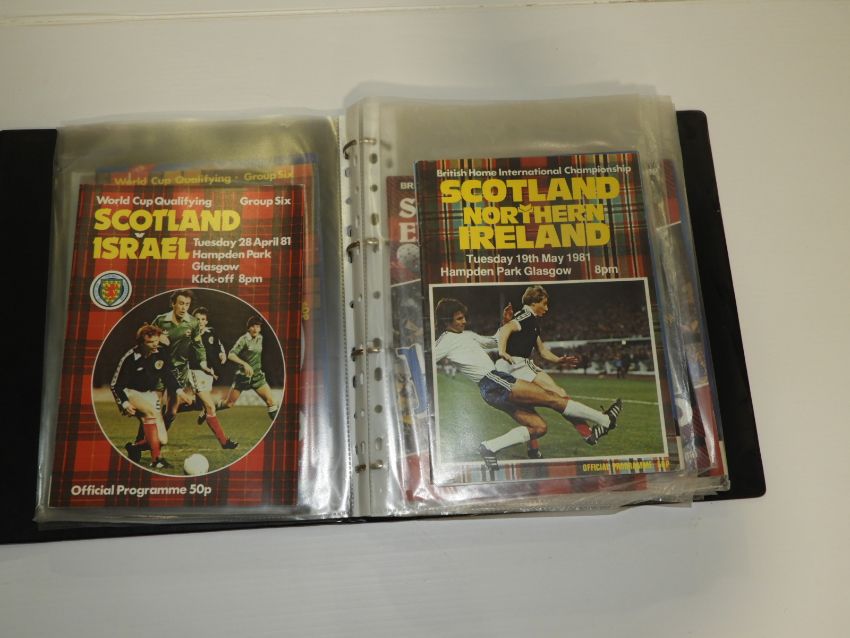 World Cup Qualifying · Group Six
World Cup Qualifying Group Six
SCOTLAND
ISRAEL
Tuesday 28 April 81
Hampden Park
Glasgow
Kick-off 8pm
Official Programme 50p
British Home International Championship
SCOTLAND
NORTHERN
IRELAND
Tuesday 19th May 1981
Hampden Park Glasgow 8pm
OFFICIAL PROGRAMME